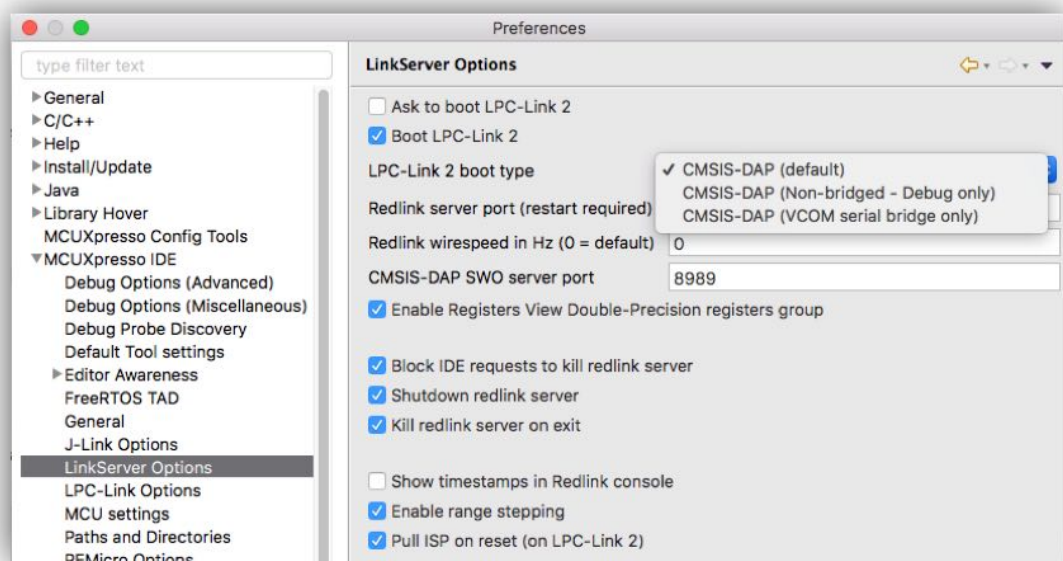 Preferences
type filter text
General
C/C++
Help
Install/Update
Java
Library Hover
MCUXpresso Config Tools
MCUXpresso IDE
Debug Options (Advanced)
Debug Options (Miscellaneous)
Debug Probe Discovery
Default Tool settings
Editor Awareness
FreeRTOS TAD
General
J-Link Options
LinkServer Options
LPC-Link Options
MCU settings
Paths and Directories
PEMicro Options
LinkServer Options
Ask to boot LPC-Link 2
Boot LPC-Link 2
LPC-Link 2 boot type
CMSIS-DAP (default)
CMSIS-DAP (Non-bridged - Debug only)
CMSIS-DAP (VCOM serial bridge only)
Redlink server port (restart required)
Redlink wirespeed in Hz (0 = default) 0
CMSIS-DAP SWO server port 8989
Enable Registers View Double-Precision registers group
Block IDE requests to kill redlink server
Shutdown redlink server
Kill redlink server on exit
Show timestamps in Redlink console
Enable range stepping
Pull ISP on reset (on LPC-Link 2)